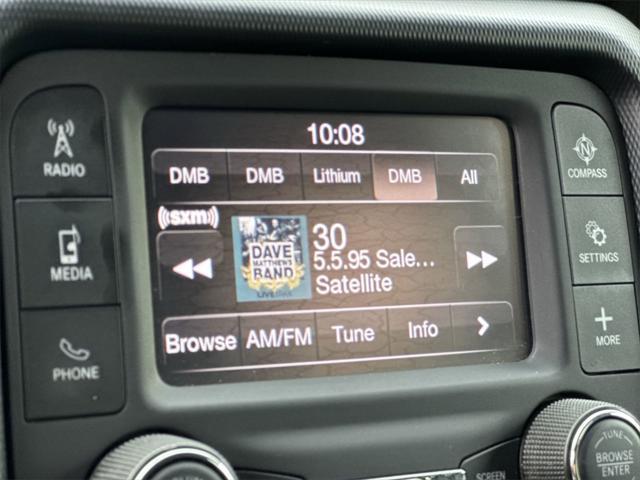 10:08
DMB DMB Lithium DMB All
((sxm))
DAVE
MATTHEWS
BAND
30
5.5.95 Sale...
Satellite
Browse AM/FM Tune Info
RADIO
MEDIA
PHONE
N
COMPASS
SETTINGS
MORE
SCREEN
TUNE
BROWSE
ENTER